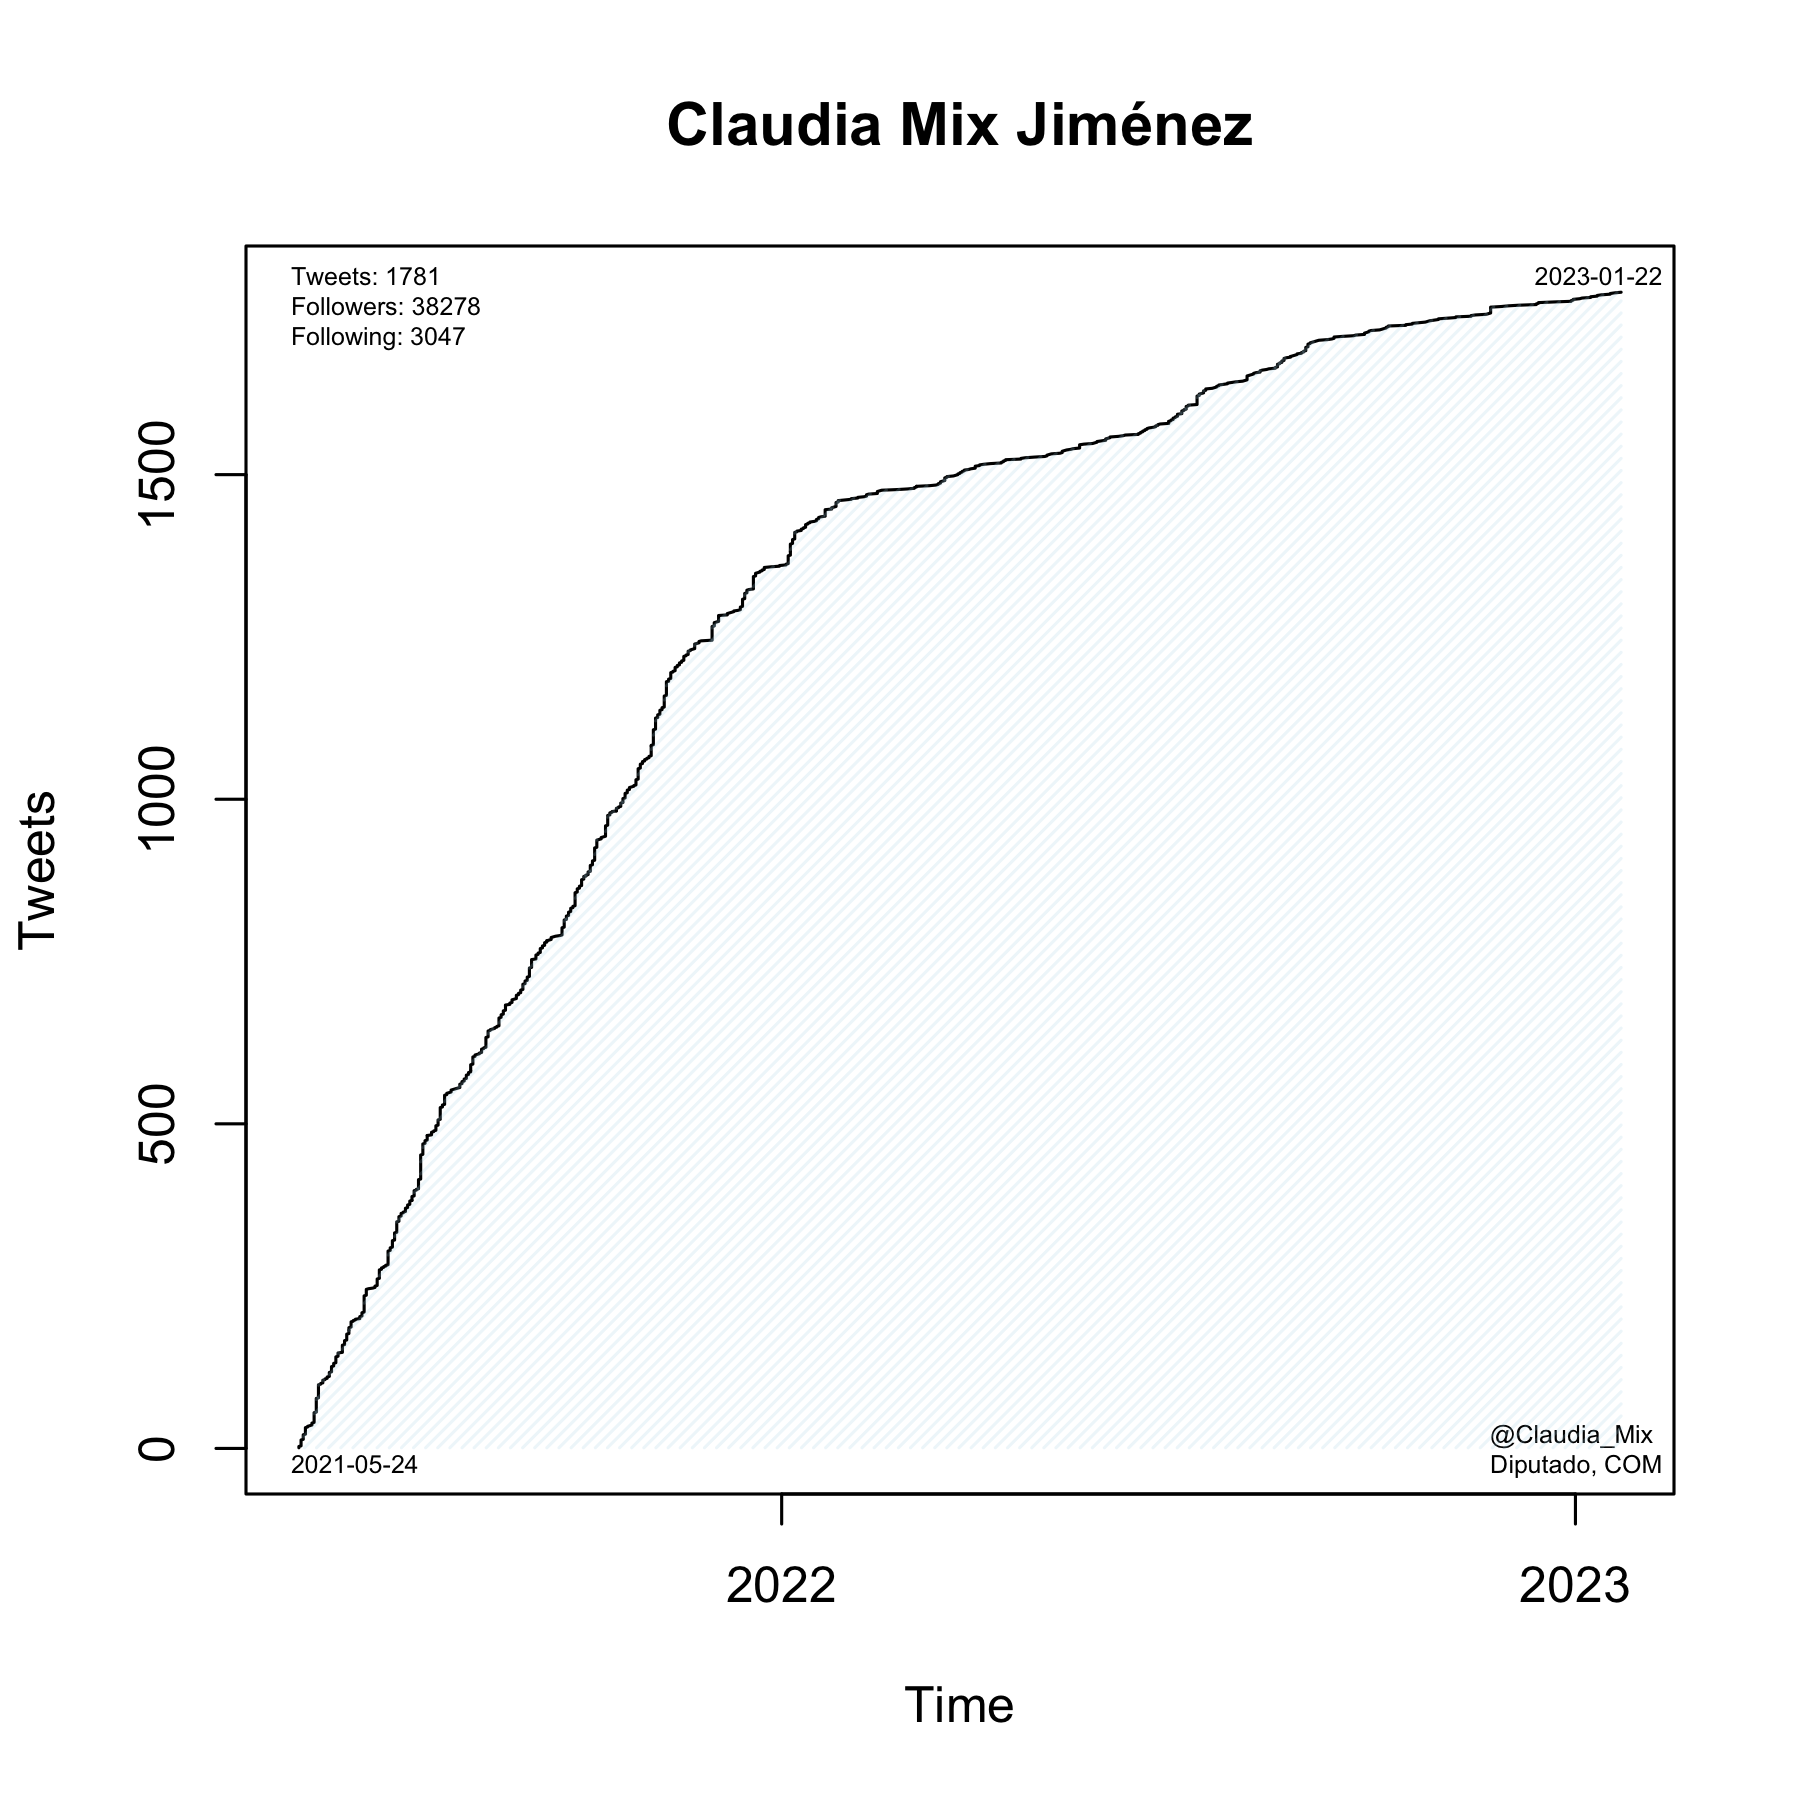 Claudia Mix Jiménez
Tweets: 1781
Followers: 38278
Following: 3047
2023-01-22
1500
1000
500
0
Tweets
2021-05-24
@Claudia_Mix
Diputado, COM
2022
2023
Time